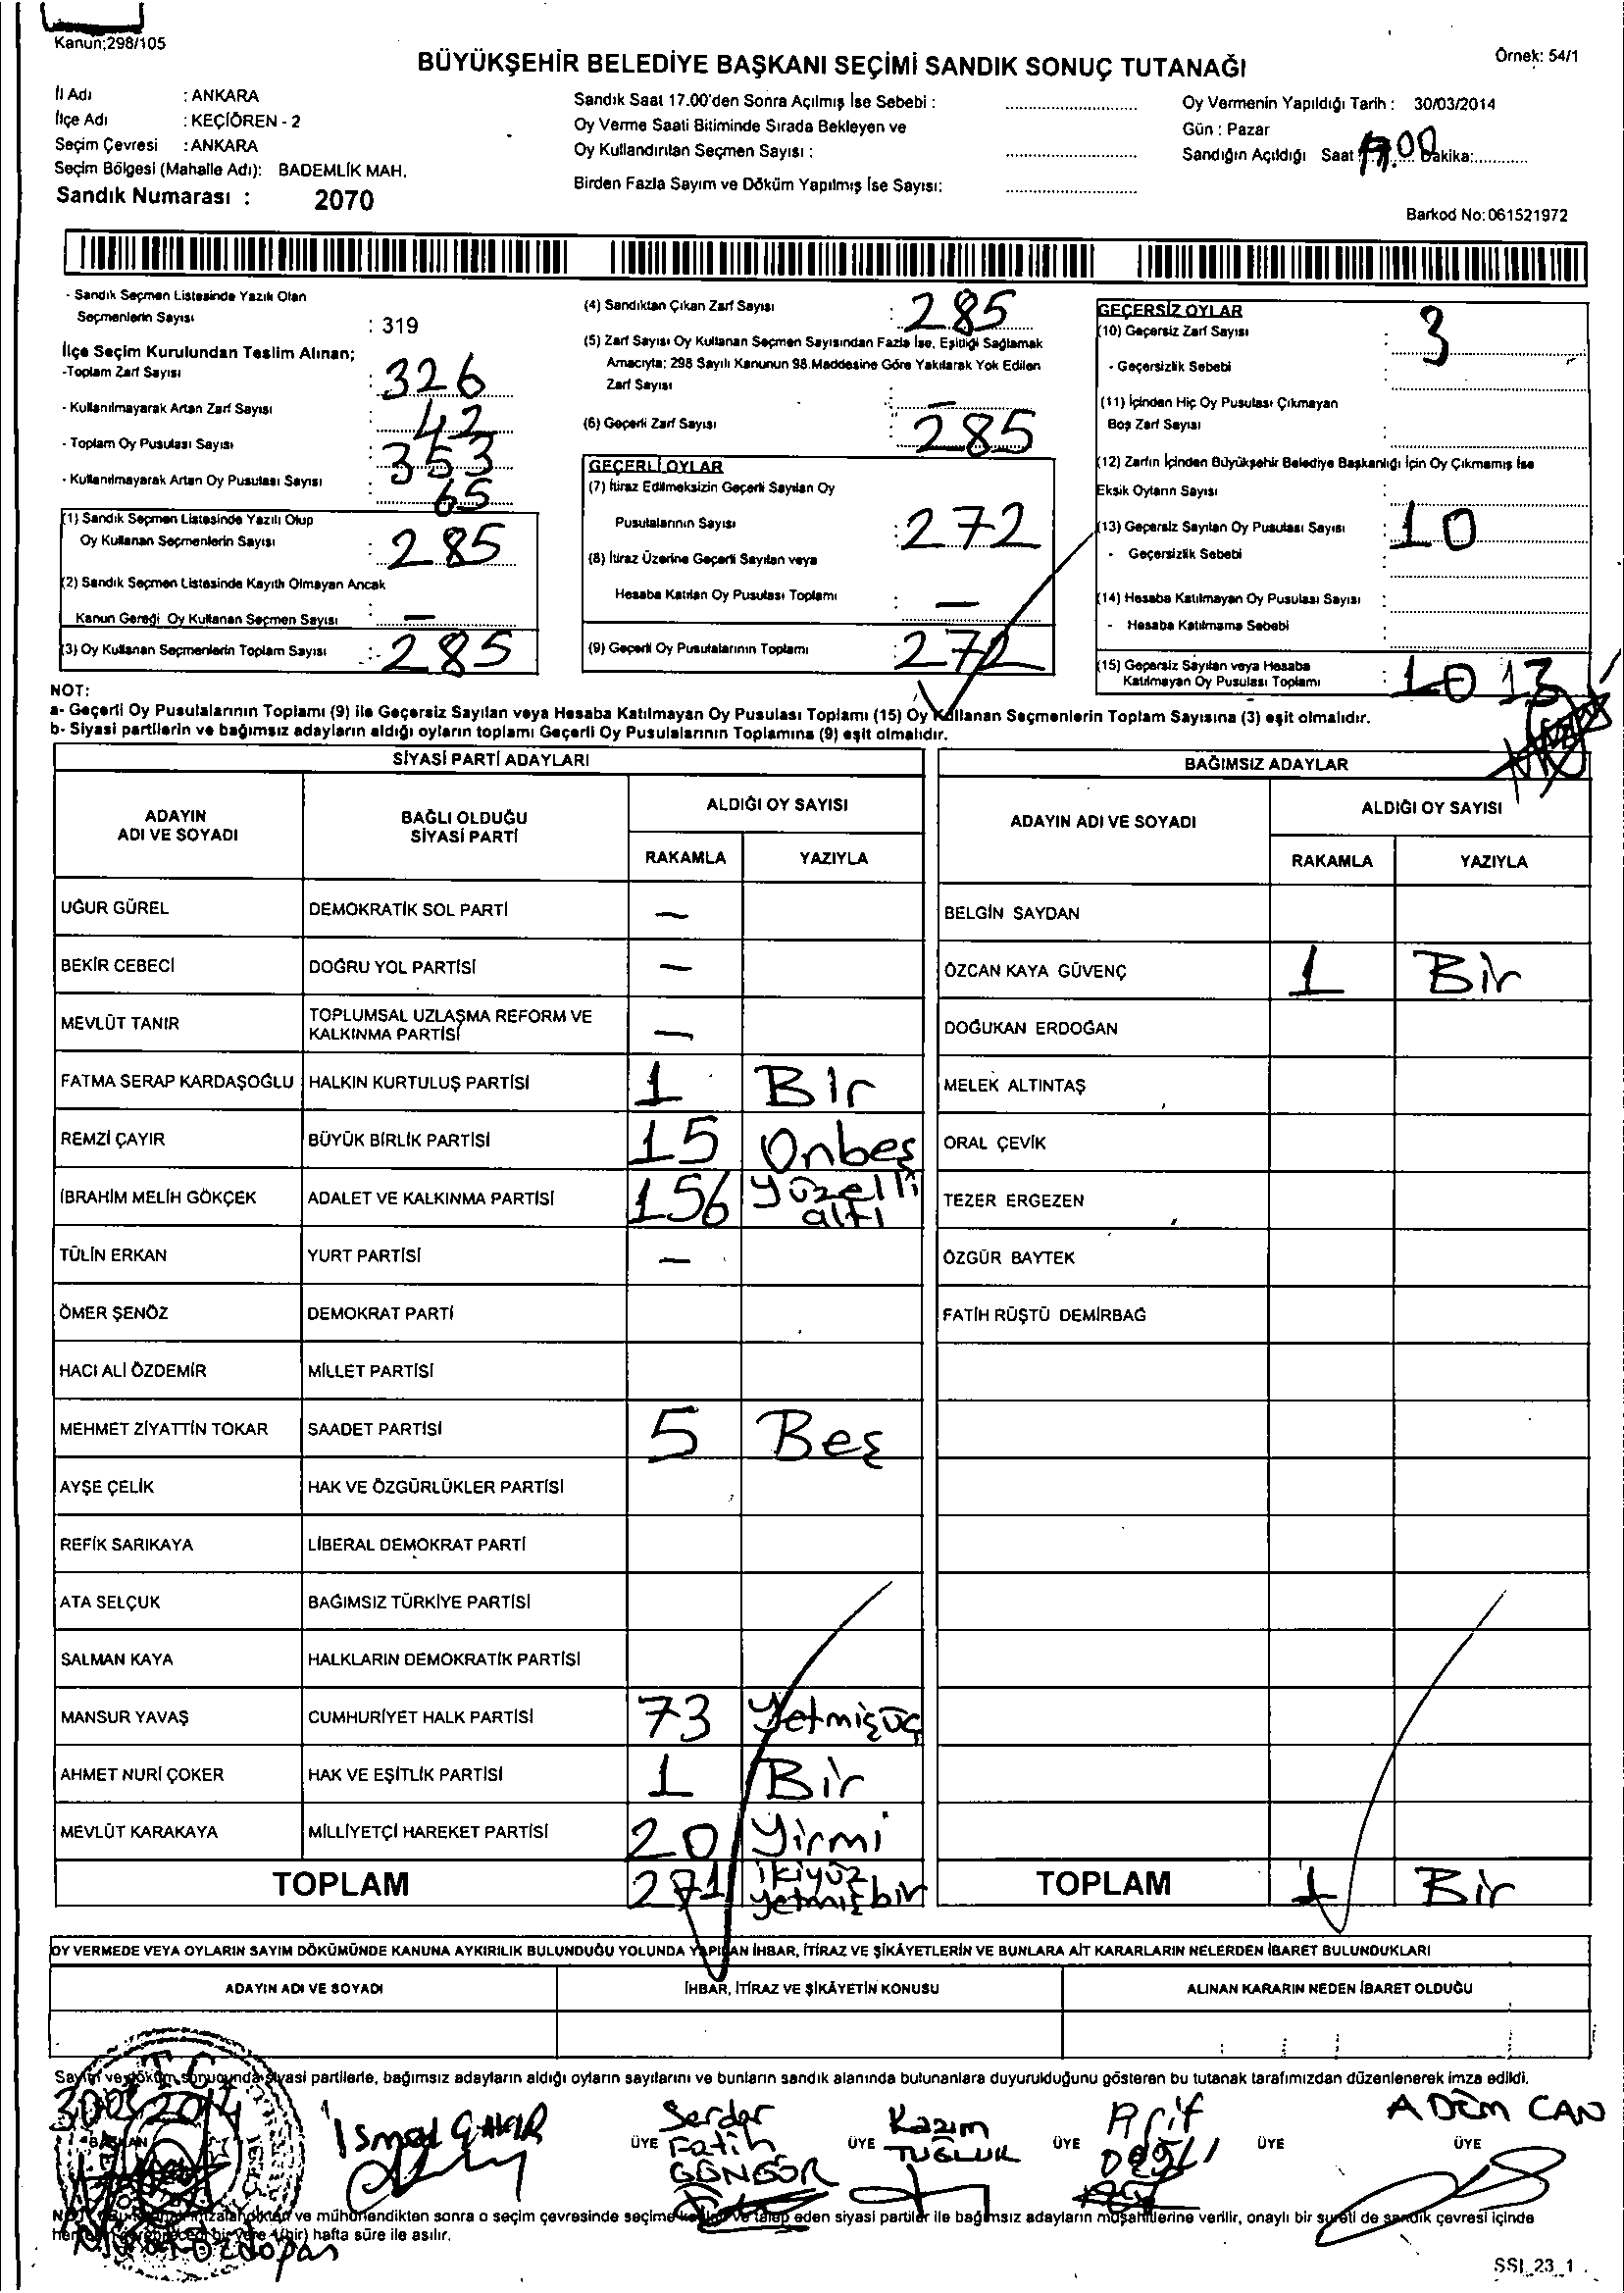 Kanun;298/105
BÜYÜKŞEHİR BELEDİYE BAŞKANI SEÇİMİ SANDIK SONUÇ TUTANAĞI
Örnek: 54/1
İl Adı : ANKARA
İlçe Adı : KEÇİÖREN - 2
Seçim Çevresi : ANKARA
Seçim Bölgesi (Mahalle Adı): BADEMLİK MAH.
Sandık Numarası : 2070
Sandık Saat 17.00'den Sonra Açılmış İse Sebebi :
Oy Verme Saati Bitiminde Sırada Bekleyen ve
Oy Kullandırılan Seçmen Sayısı :
Birden Fazla Sayım ve Döküm Yapılmış İse Sayısı:
Oy Vermenin Yapıldığı Tarih : 30/03/2014
Gün : Pazar
Sandığın Açıldığı Saat 17.00 Dakika:
Barkod No:061521972
- Sandık Seçmen Listesinde Yazılı Olan
Seçmenlerin Sayısı : 319
İlçe Seçim Kurulundan Teslim Alınan;
-Toplam Zarf Sayısı : 326
- Kullanılmayarak Artan Zarf Sayısı : 42
- Toplam Oy Pusulası Sayısı : 353
- Kullanılmayarak Artan Oy Pusulası Sayısı : 65
(1) Sandık Seçmen Listesinde Yazılı Olup
Oy Kullanan Seçmenlerin Sayısı : 285
(2) Sandık Seçmen Listesinde Kayıtlı Olmayan Ancak
Kanun Gereği Oy Kullanan Seçmen Sayısı : —
(3) Oy Kullanan Seçmenlerin Toplam Sayısı : 285
(4) Sandıktan Çıkan Zarf Sayısı : 285
(5) Zarf Sayısı Oy Kullanan Seçmen Sayısından Fazla İse, Eşitliği Sağlamak
Amacıyla; 298 Sayılı Kanunun 98.Maddesine Göre Yakılarak Yok Edilen
Zarf Sayısı : —
(6) Geçerli Zarf Sayısı : 285
GEÇERLİ OYLAR
(7) İtiraz Edilmeksizin Geçerli Sayılan Oy
Pusulalarının Sayısı : 272
(8) İtiraz Üzerine Geçerli Sayılan veya
Hesaba Katılan Oy Pusulası Toplamı : —
(9) Geçerli Oy Pusulalarının Toplamı : 272
GEÇERSİZ OYLAR
(10) Geçersiz Zarf Sayısı : 3
- Geçersizlik Sebebi :
(11) İçinden Hiç Oy Pusulası Çıkmayan
Boş Zarf Sayısı :
(12) Zarfın İçinden Büyükşehir Belediye Başkanlığı İçin Oy Çıkmamış İse
Eksik Oyların Sayısı :
(13) Geçersiz Sayılan Oy Pusulası Sayısı : 10
- Geçersizlik Sebebi :
(14) Hesaba Katılmayan Oy Pusulası Sayısı :
- Hesaba Katılmama Sebebi :
(15) Geçersiz Sayılan veya Hesaba
Katılmayan Oy Pusulası Toplamı : 10 13
NOT:
a- Geçerli Oy Pusulalarının Toplamı (9) ile Geçersiz Sayılan veya Hesaba Katılmayan Oy Pusulası Toplamı (15) Oy Kullanan Seçmenlerin Toplam Sayısına (3) eşit olmalıdır.
b- Siyasi partilerin ve bağımsız adayların aldığı oyların toplamı Geçerli Oy Pusulalarının Toplamına (9) eşit olmalıdır.
SİYASİ PARTİ ADAYLARI
ADAYIN ADI VE SOYADI
BAĞLI OLDUĞU SİYASİ PARTİ
ALDIĞI OY SAYISI
RAKAMLA YAZIYLA
UĞUR GÜREL DEMOKRATİK SOL PARTİ —
BEKİR CEBECİ DOĞRU YOL PARTİSİ —
MEVLÜT TANIR TOPLUMSAL UZLAŞMA REFORM VE KALKINMA PARTİSİ —
FATMA SERAP KARDAŞOĞLU HALKIN KURTULUŞ PARTİSİ 1 Bir
REMZİ ÇAYIR BÜYÜK BİRLİK PARTİSİ 15 Onbeş
İBRAHİM MELİH GÖKÇEK ADALET VE KALKINMA PARTİSİ 156 yüzelli altı
TÜLİN ERKAN YURT PARTİSİ —
ÖMER ŞENÖZ DEMOKRAT PARTİ
HACI ALİ ÖZDEMİR MİLLET PARTİSİ
MEHMET ZİYATTİN TOKAR SAADET PARTİSİ 5 Beş
AYŞE ÇELİK HAK VE ÖZGÜRLÜKLER PARTİSİ
REFİK SARIKAYA LİBERAL DEMOKRAT PARTİ
ATA SELÇUK BAĞIMSIZ TÜRKİYE PARTİSİ
SALMAN KAYA HALKLARIN DEMOKRATİK PARTİSİ
MANSUR YAVAŞ CUMHURİYET HALK PARTİSİ 73 Yetmişüç
AHMET NURİ ÇOKER HAK VE EŞİTLİK PARTİSİ 1 Bir
MEVLÜT KARAKAYA MİLLİYETÇİ HAREKET PARTİSİ 20 Yirmi
TOPLAM 271 ikiyüz yetmişbir
BAĞIMSIZ ADAYLAR
ADAYIN ADI VE SOYADI
ALDIĞI OY SAYISI
RAKAMLA YAZIYLA
BELGİN SAYDAN
ÖZCAN KAYA GÜVENÇ 1 Bir
DOĞUKAN ERDOĞAN
MELEK ALTINTAŞ
ORAL ÇEVİK
TEZER ERGEZEN
ÖZGÜR BAYTEK
FATİH RÜŞTÜ DEMİRBAĞ
TOPLAM 1 Bir
OY VERMEDE VEYA OYLARIN SAYIM DÖKÜMÜNDE KANUNA AYKIRILIK BULUNDUĞU YOLUNDA YAPILAN İHBAR, İTİRAZ VE ŞİKÂYETLERİN VE BUNLARA AİT KARARLARIN NELERDEN İBARET BULUNDUKLARI
ADAYIN ADI VE SOYADI İHBAR, İTİRAZ VE ŞİKÂYETİN KONUSU ALINAN KARARIN NEDEN İBARET OLDUĞU
Sayım ve döküm sonucunda siyasi partilerle, bağımsız adayların aldığı oyların sayılarını ve bunların sandık alanında bulunanlara duyurulduğunu gösteren bu tutanak tarafımızdan düzenlenerek imza edildi.
T.C.
BAŞKAN
Serdar Fatih GÜNGÖR
Kazım TUĞLUK
Arif
ADEM CAN
ÜYE ÜYE ÜYE ÜYE ÜYE
imzalandıktan ve mühürlendikten sonra o seçim çevresinde seçime katılan ve talep eden siyasi partiler ile bağımsız adayların müşahitlerine verilir, onaylı bir sureti de sandık çevresi içinde
hafta süre ile asılır.
SSI_23_1